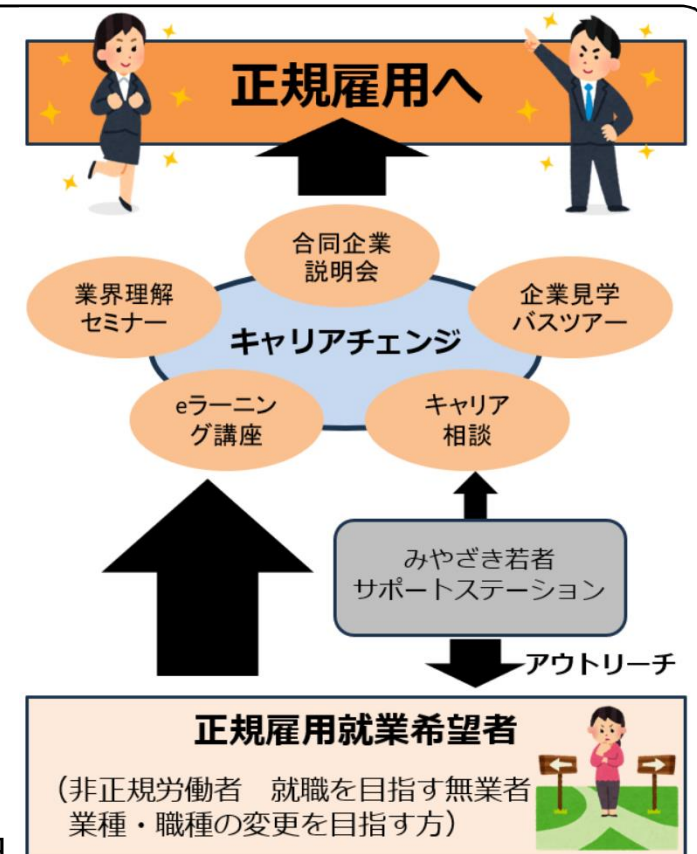 正規雇用へ
合同企業
説明会
業界理解
セミナー
企業見学
バスツアー
キャリアチェンジ
eラーニン
グ講座
キャリア
相談
みやざき若者
サポートステーション
アウトリーチ
正規雇用就業希望者
(非正規労働者　就職を目指す無業者
業種・職種の変更を目指す方)